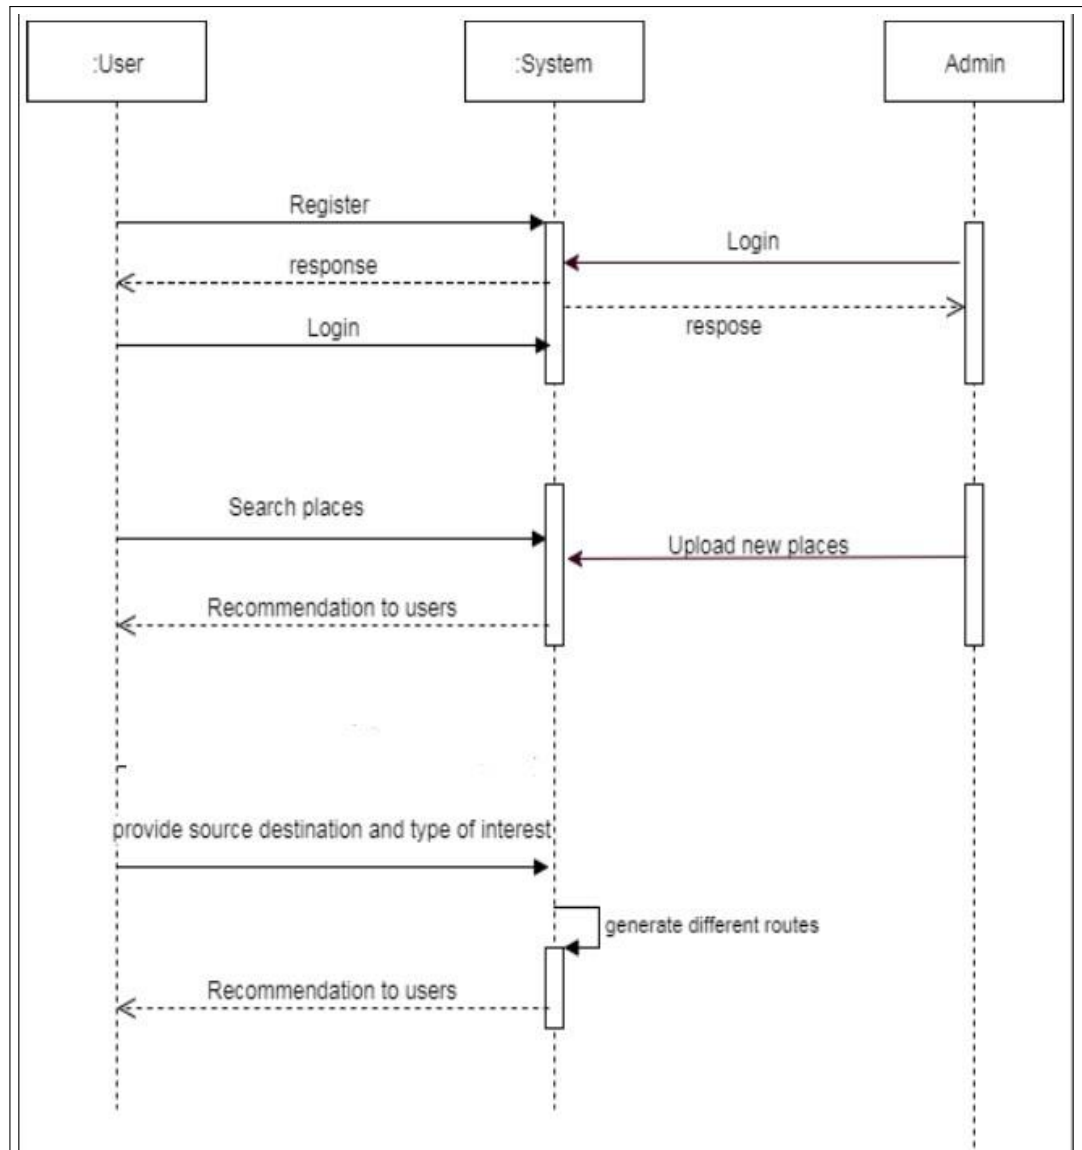 :User
:System
Admin
Register
Login
response
respose
Login
Search places
Upload new places
Recommendation to users
provide source destination and type of interest
generate different routes
Recommendation to users